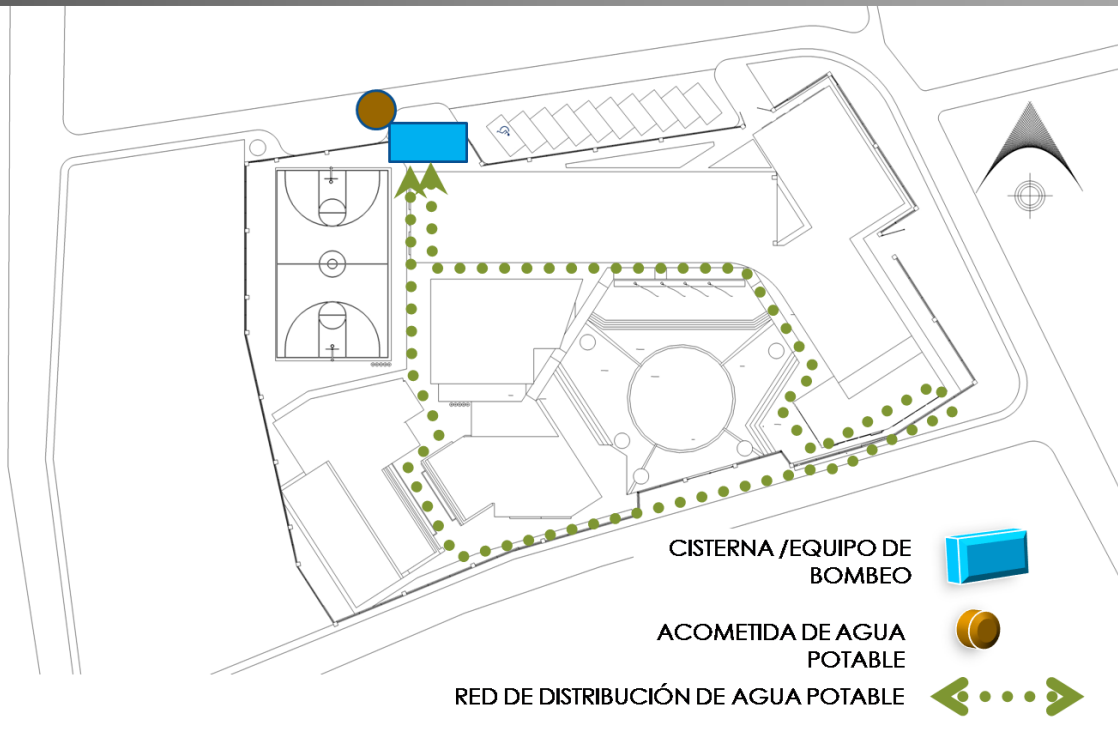 CISTERNA /EQUIPO DE
BOMBEO
ACOMETIDA DE AGUA
POTABLE
RED DE DISTRIBUCIÓN DE AGUA POTABLE